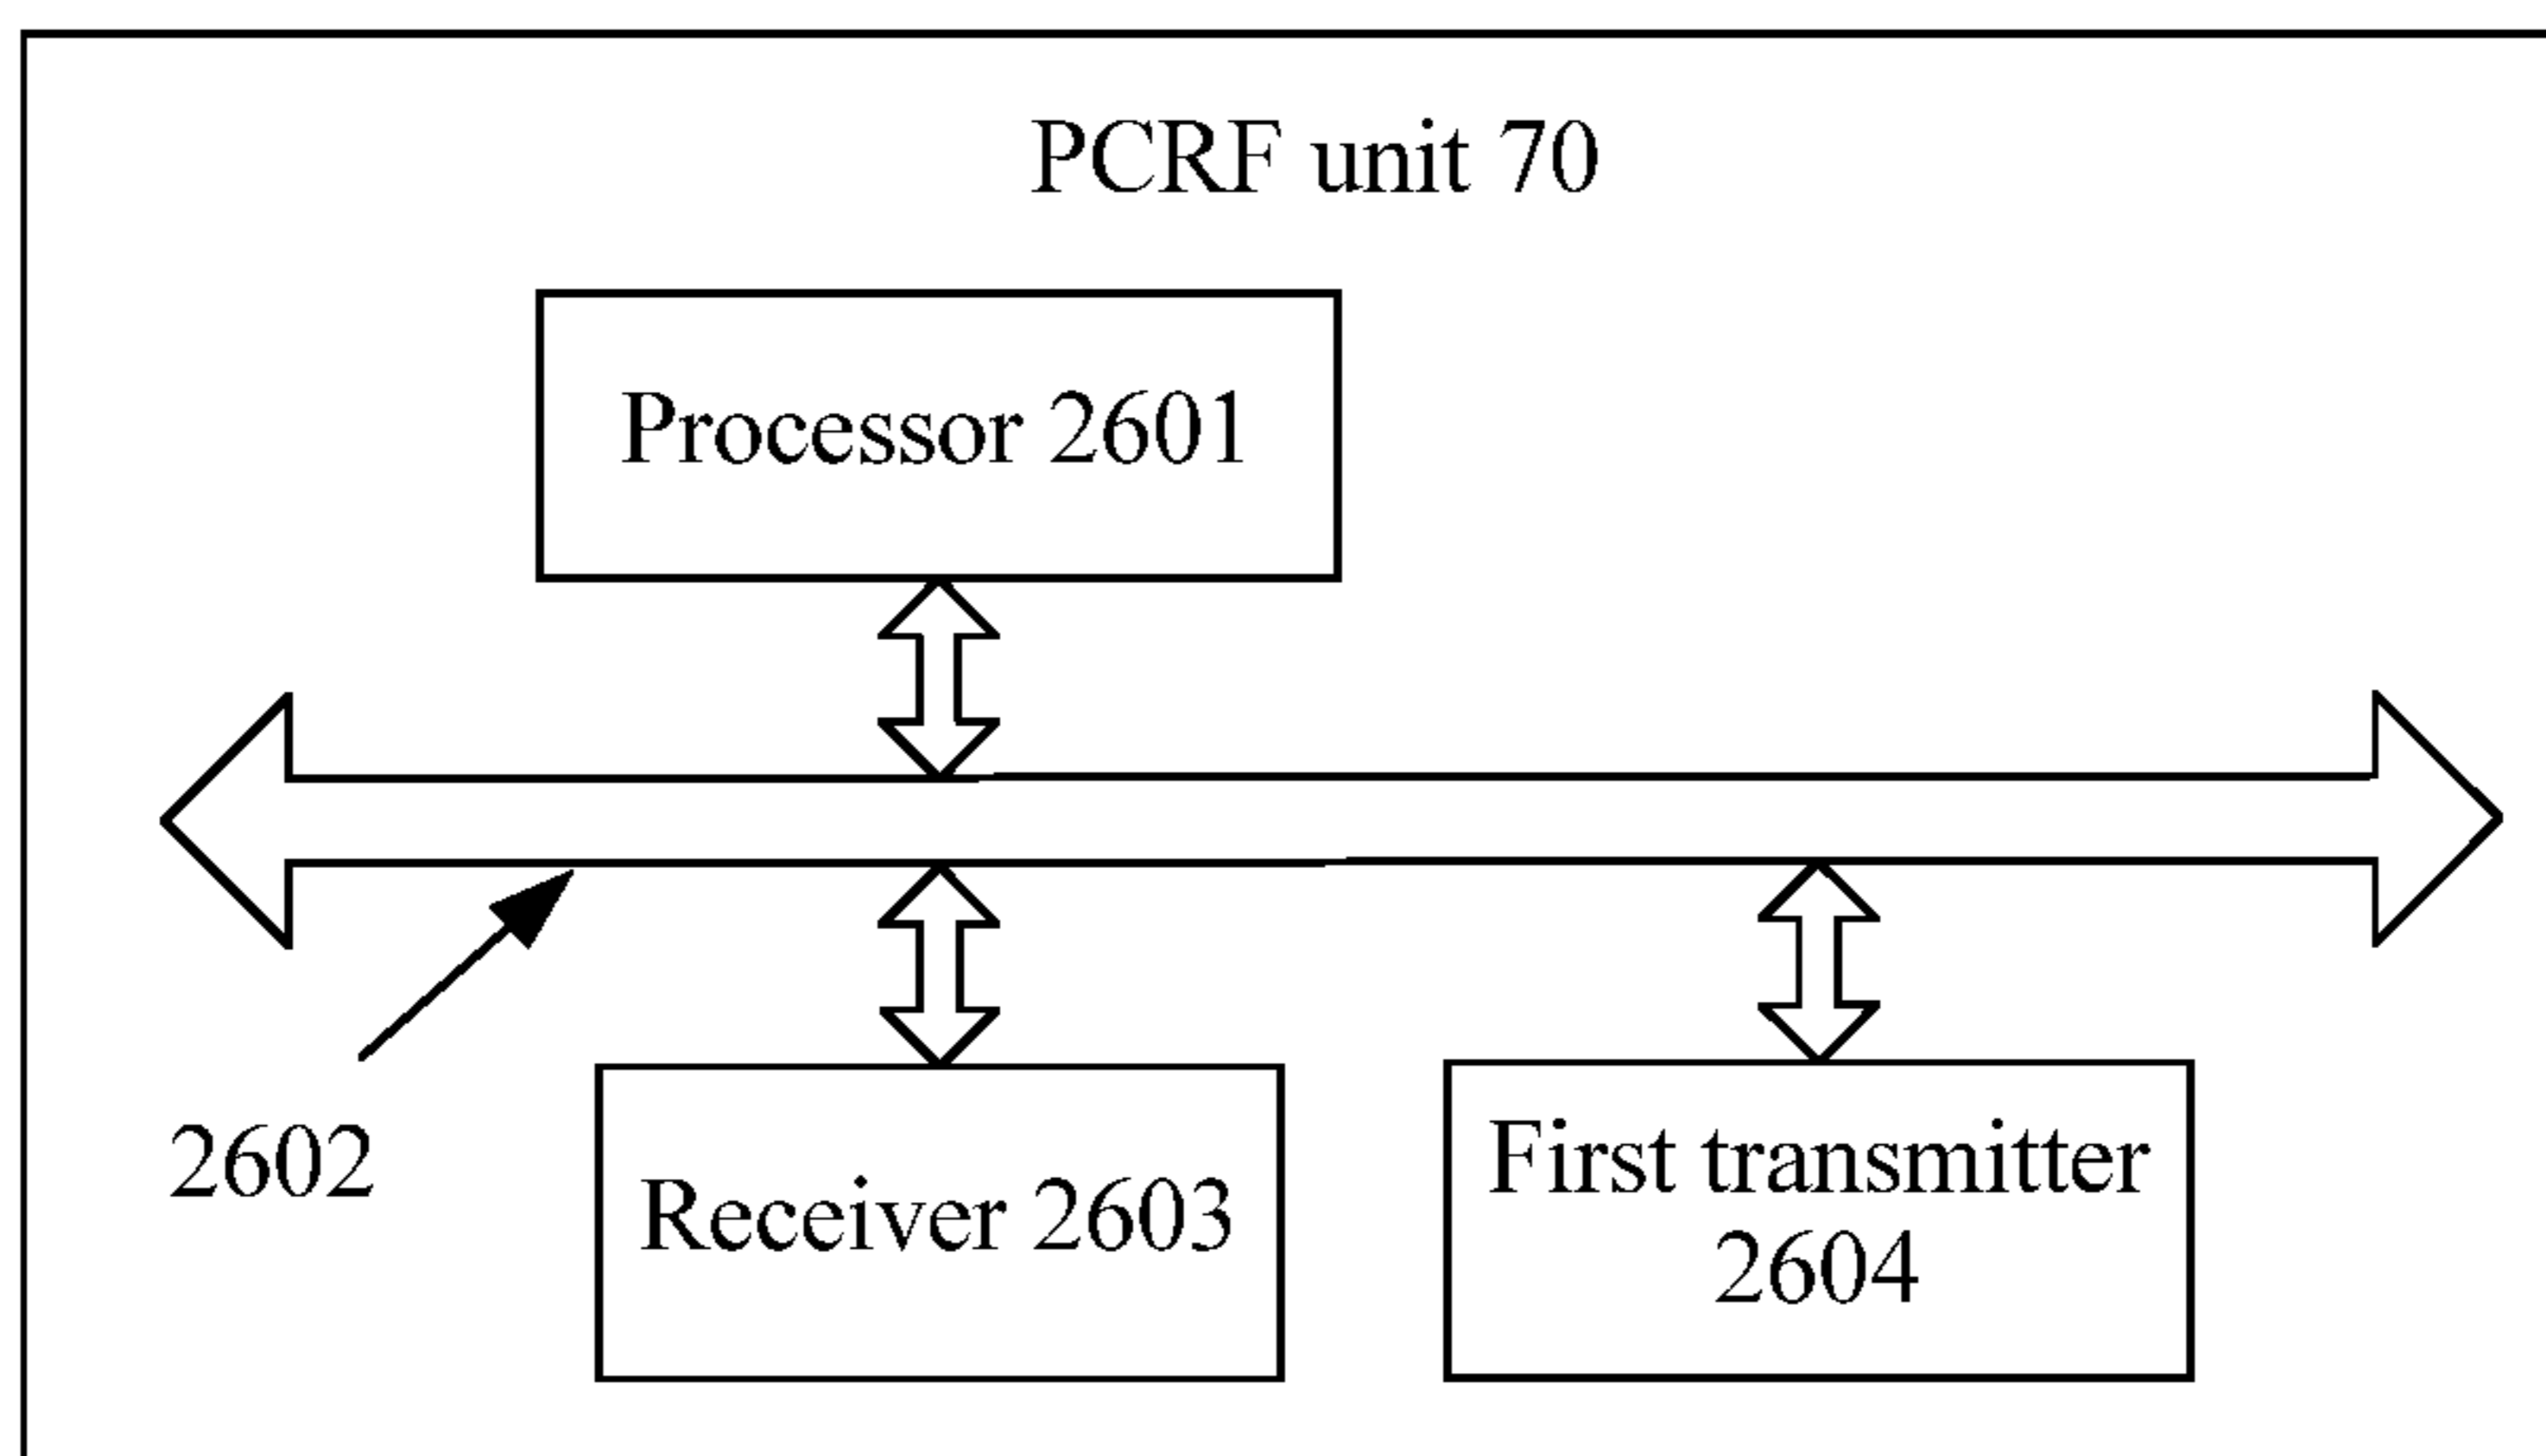 PCRF unit 70
Processor 2601
2602
Receiver 2603
First transmitter
2604